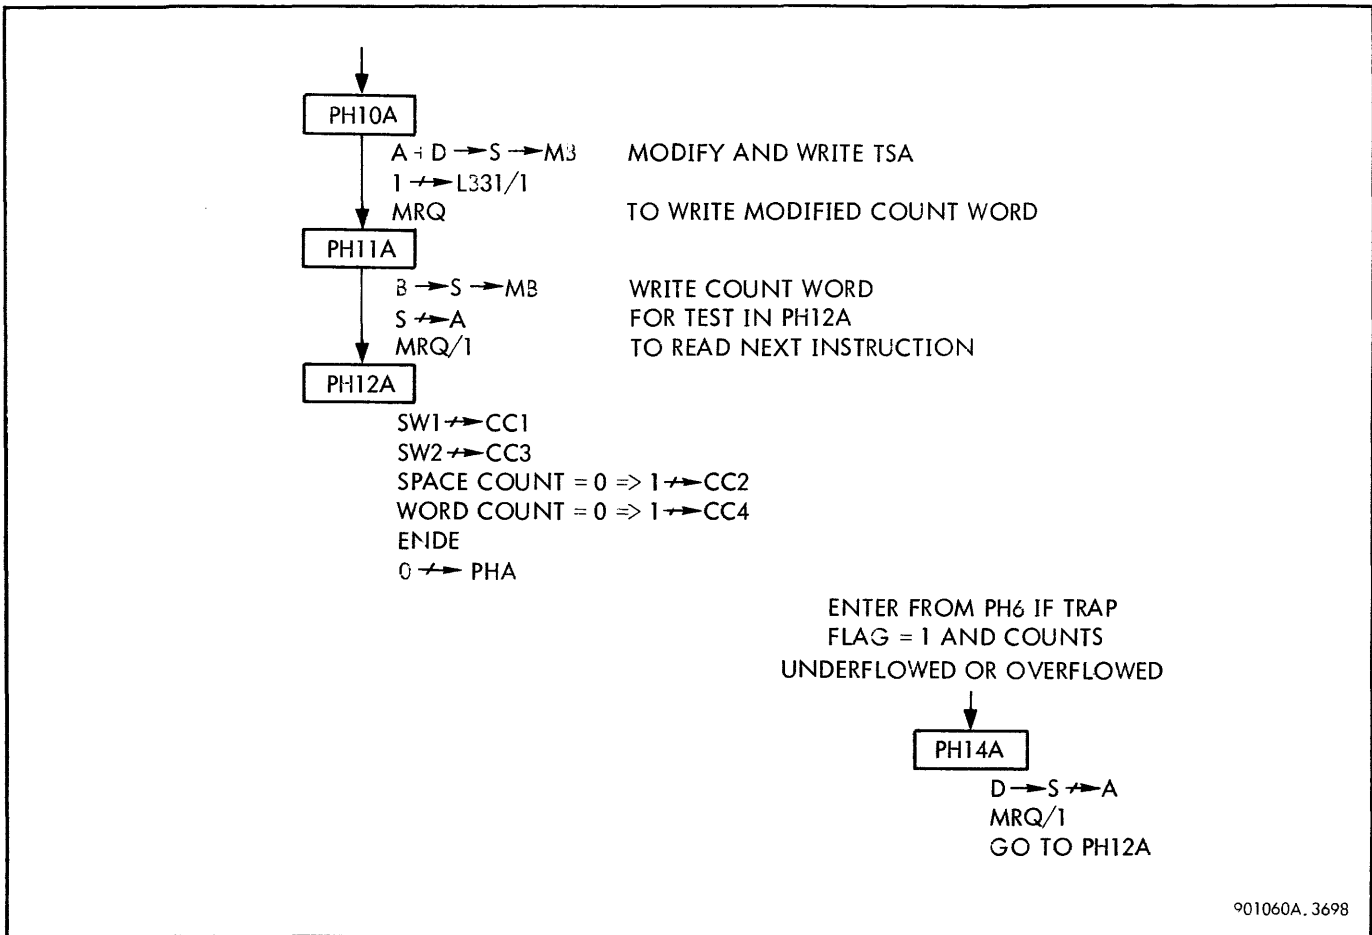 PH10A
A + D → S → MB MODIFY AND WRITE TSA
1 ↛ LB31/1
MRQ TO WRITE MODIFIED COUNT WORD
PH11A
B → S → MB WRITE COUNT WORD
S ↛ A FOR TEST IN PH12A
MRQ/1 TO READ NEXT INSTRUCTION
PH12A
SW1 ↛ CC1
SW2 ↛ CC3
SPACE COUNT = 0 => 1 ↛ CC2
WORD COUNT = 0 => 1 ↛ CC4
ENDE
0 ↛ PHA
ENTER FROM PH6 IF TRAP
FLAG = 1 AND COUNTS
UNDERFLOWED OR OVERFLOWED
PH14A
D → S ↛ A
MRQ/1
GO TO PH12A
901060A. 3698